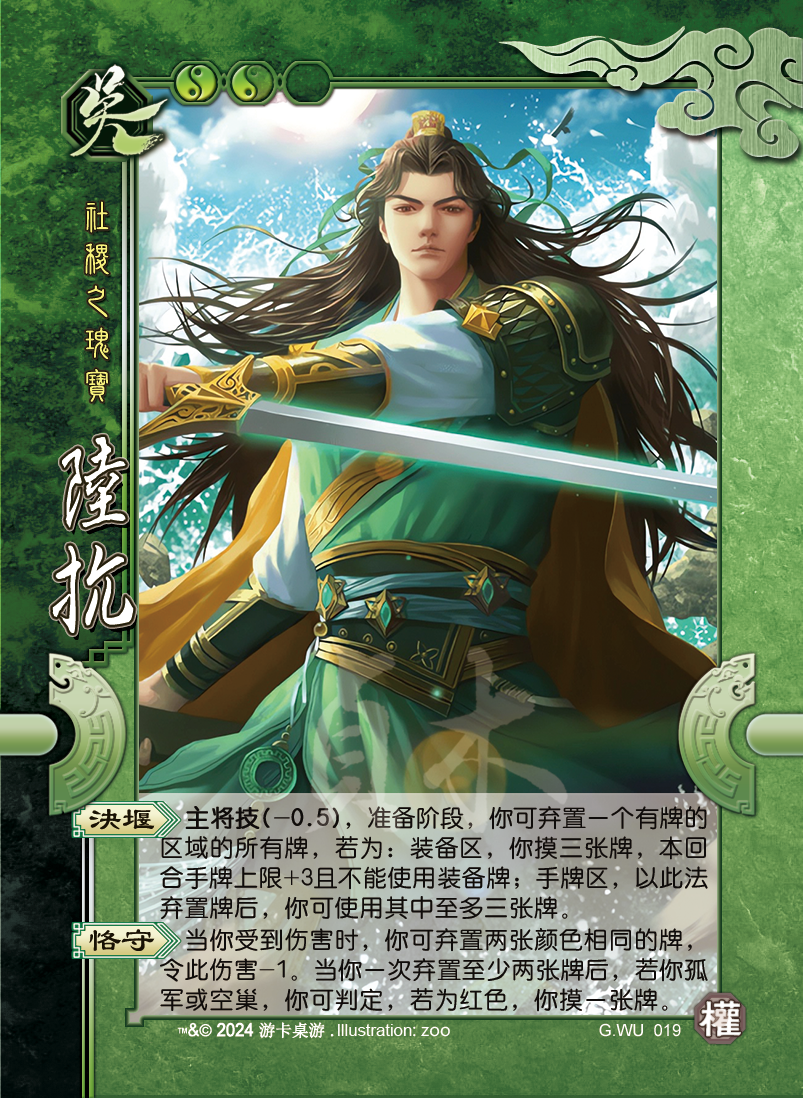 吴
社稷之瑰寶
陸抗
決堰
主将技(-0.5)，准备阶段，你可弃置一个有牌的
区域的所有牌，若为：装备区，你摸三张牌，本回
合手牌上限+3且不能使用装备牌；手牌区，以此法
弃置牌后，你可使用其中至多三张牌。
恪守
当你受到伤害时，你可弃置两张颜色相同的牌，
令此伤害-1。当你一次弃置至少两张牌后，若你孤
军或空巢，你可判定，若为红色，你摸一张牌。
™&© 2024 游卡桌游 . Illustration: zoo
G.WU 019
權